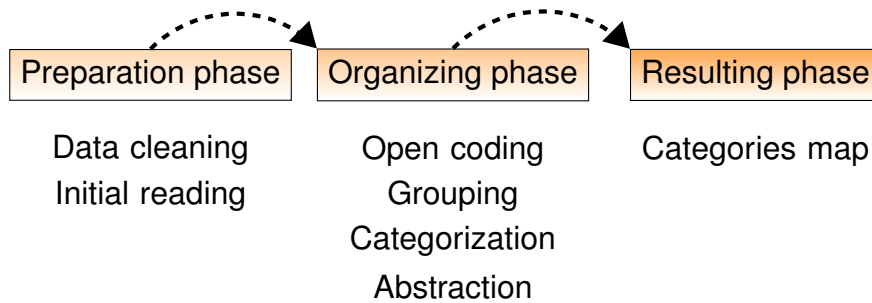 Preparation phase
Organizing phase
Resulting phase
Data cleaning
Initial reading
Open coding
Grouping
Categorization
Abstraction
Categories map